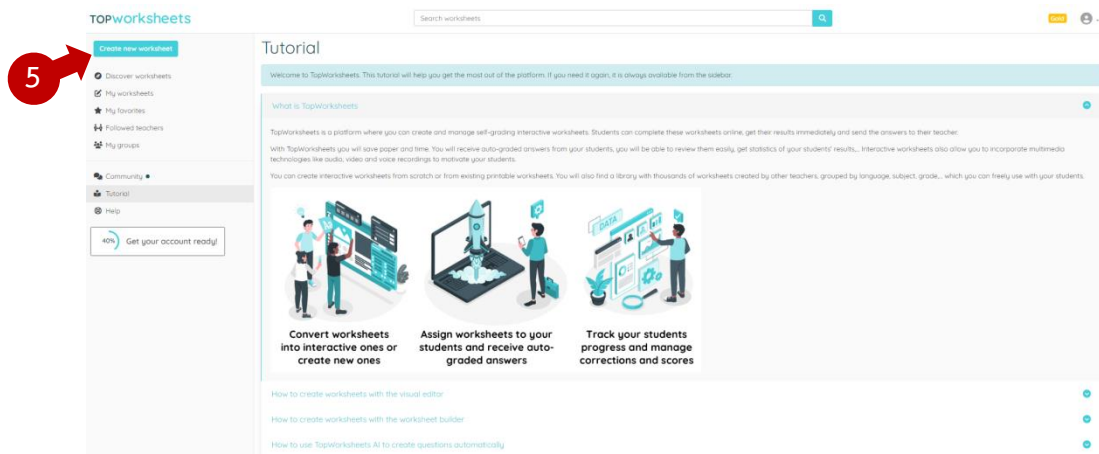 TOPworksheets
Search worksheets
Gold
5
Create new worksheet
Discover worksheets
My worksheets
My favorites
Followed teachers
My groups
Community
Tutorial
Help
40% Get your account ready!
Tutorial
Welcome to TopWorksheets. This tutorial will help you get the most out of the platform. If you need it again, it is always available from the sidebar.
What is TopWorksheets
TopWorksheets is a platform where you can create and manage self-grading interactive worksheets. Students can complete these worksheets online, get their results immediately and send the answers to their teacher.
With TopWorksheets you will save paper and time. You will receive auto-graded answers from your students, you will be able to review them easily, get statistics of your students' results,... Interactive worksheets also allow you to incorporate multimedia
technologies like audio, video and voice recordings to motivate your students.
You can create interactive worksheets from scratch or from existing printable worksheets. You will also find a library with thousands of worksheets created by other teachers, grouped by language, subject, grade,... which you can freely use with your students.
DATA
Convert worksheets
into interactive ones or
create new ones
Assign worksheets to your
students and receive auto-
graded answers
Track your students
progress and manage
corrections and scores
How to create worksheets with the visual editor
How to create worksheets with the worksheet builder
How to use TopWorksheets AI to create questions automatically